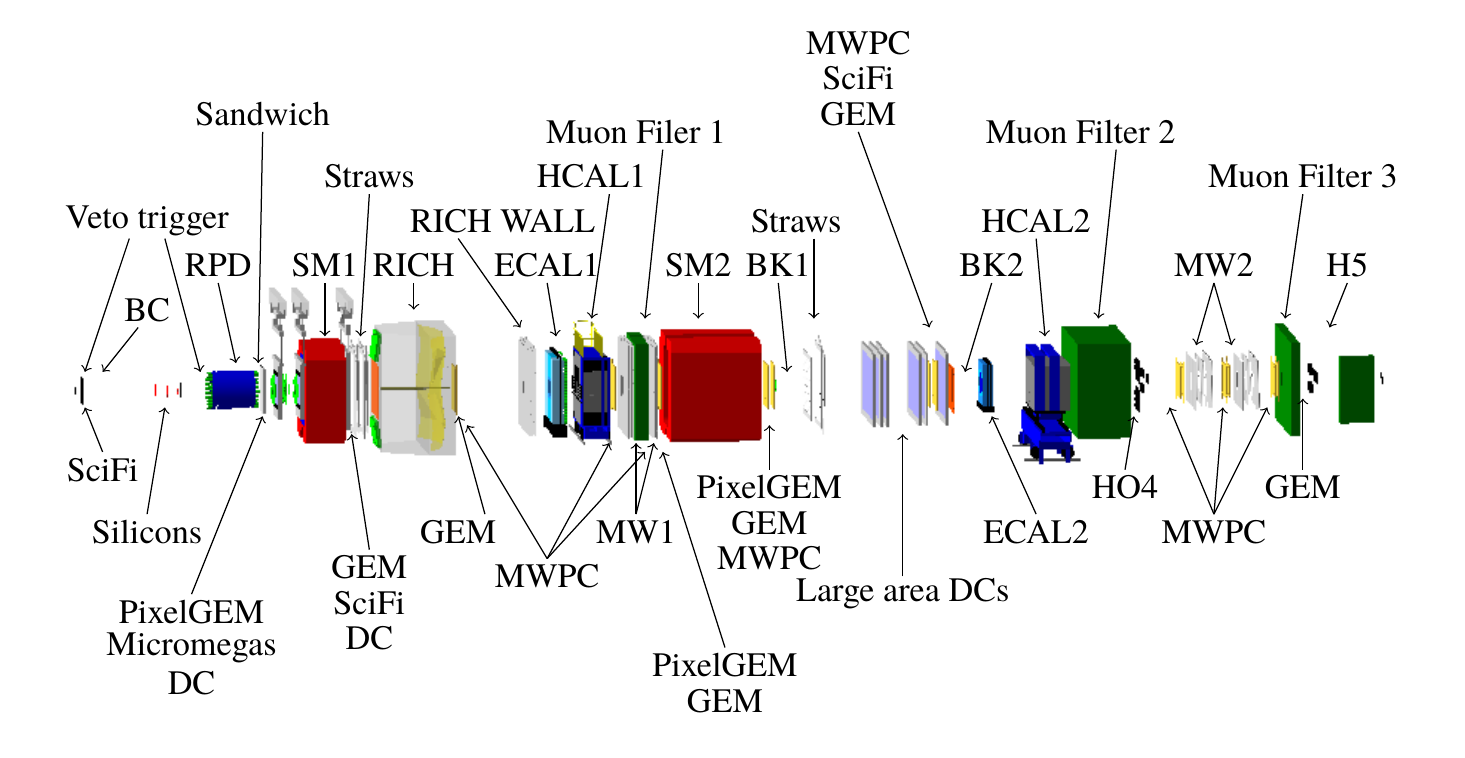 MWPC
SciFi
GEM
Sandwich
Muon Filer 1
Muon Filter 2
Straws
HCAL1
Muon Filter 3
Veto trigger
RICH WALL
Straws
HCAL2
RPD
SM1
RICH
ECAL1
SM2
BK1
BK2
MW2
H5
BC
SciFi
PixelGEM
GEM
MWPC
HO4
GEM
Silicons
GEM
MW1
ECAL2
MWPC
GEM
SciFi
DC
MWPC
Large area DCs
PixelGEM
Micromegas
DC
PixelGEM
GEM